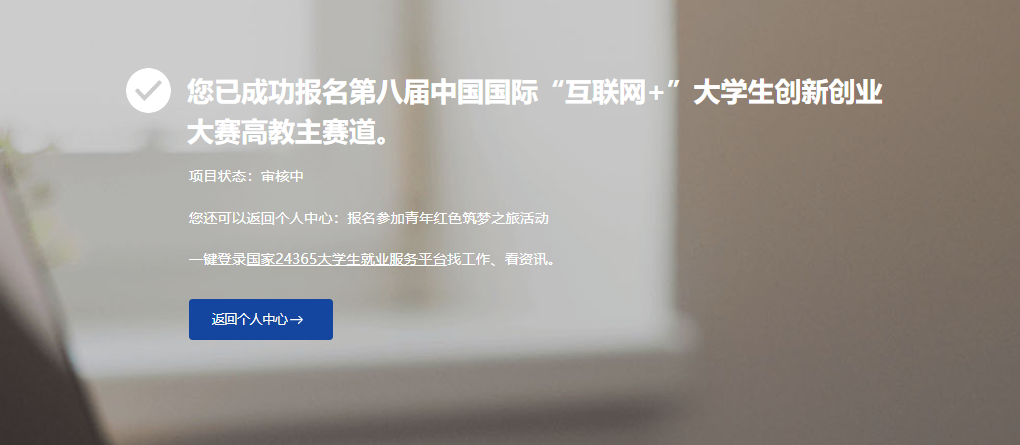 您已成功报名第八届中国国际“互联网+”大学生创新创业
大赛高教主赛道。
项目状态：审核中
您还可以返回个人中心：报名参加青年红色筑梦之旅活动
一键登录国家24365大学生就业服务平台找工作、看资讯。
返回个人中心→